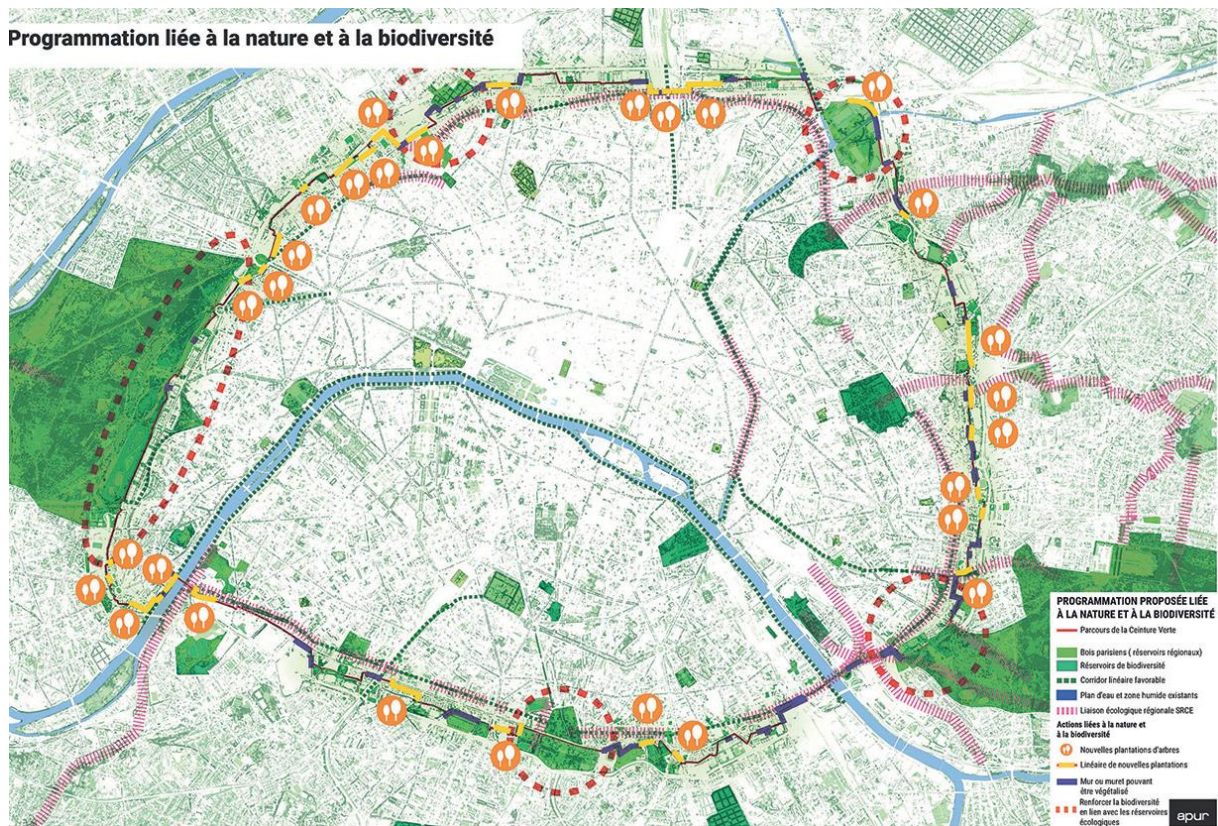 Programmation liée à la nature et à la biodiversité
PROGRAMMATION PROPOSÉE LIÉE
À LA NATURE ET À LA BIODIVERSITÉ
Parcours de la Ceinture Verte
Bois parisiens ( réservoirs régionaux)
Réservoirs de biodiversité
Corridor linéaire favorable
Plan d'eau et zone humide existants
Liaison écologique régionale SRCE
Actions liées à la nature et
à la biodiversité
Nouvelles plantations d'arbres
Linéaire de nouvelles plantations
Mur ou muret pouvant
être végétalisé
Renforcer la biodiversité
en lien avec les réservoires
écologiques
apur